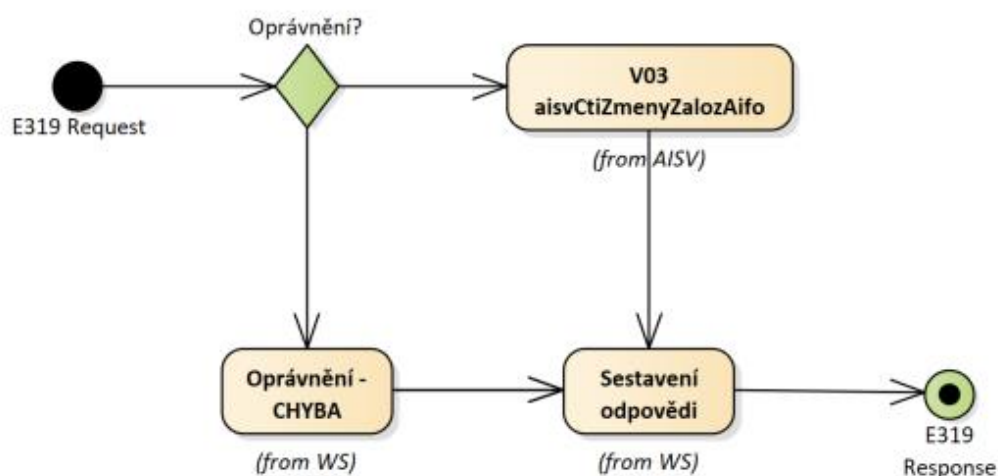 Oprávnění?
E319 Request
V03
aisvCtiZmenyZalozAifo
(from AISV)
Oprávnění -
CHYBA
(from WS)
Sestavení
odpovědi
(from WS)
E319
Response